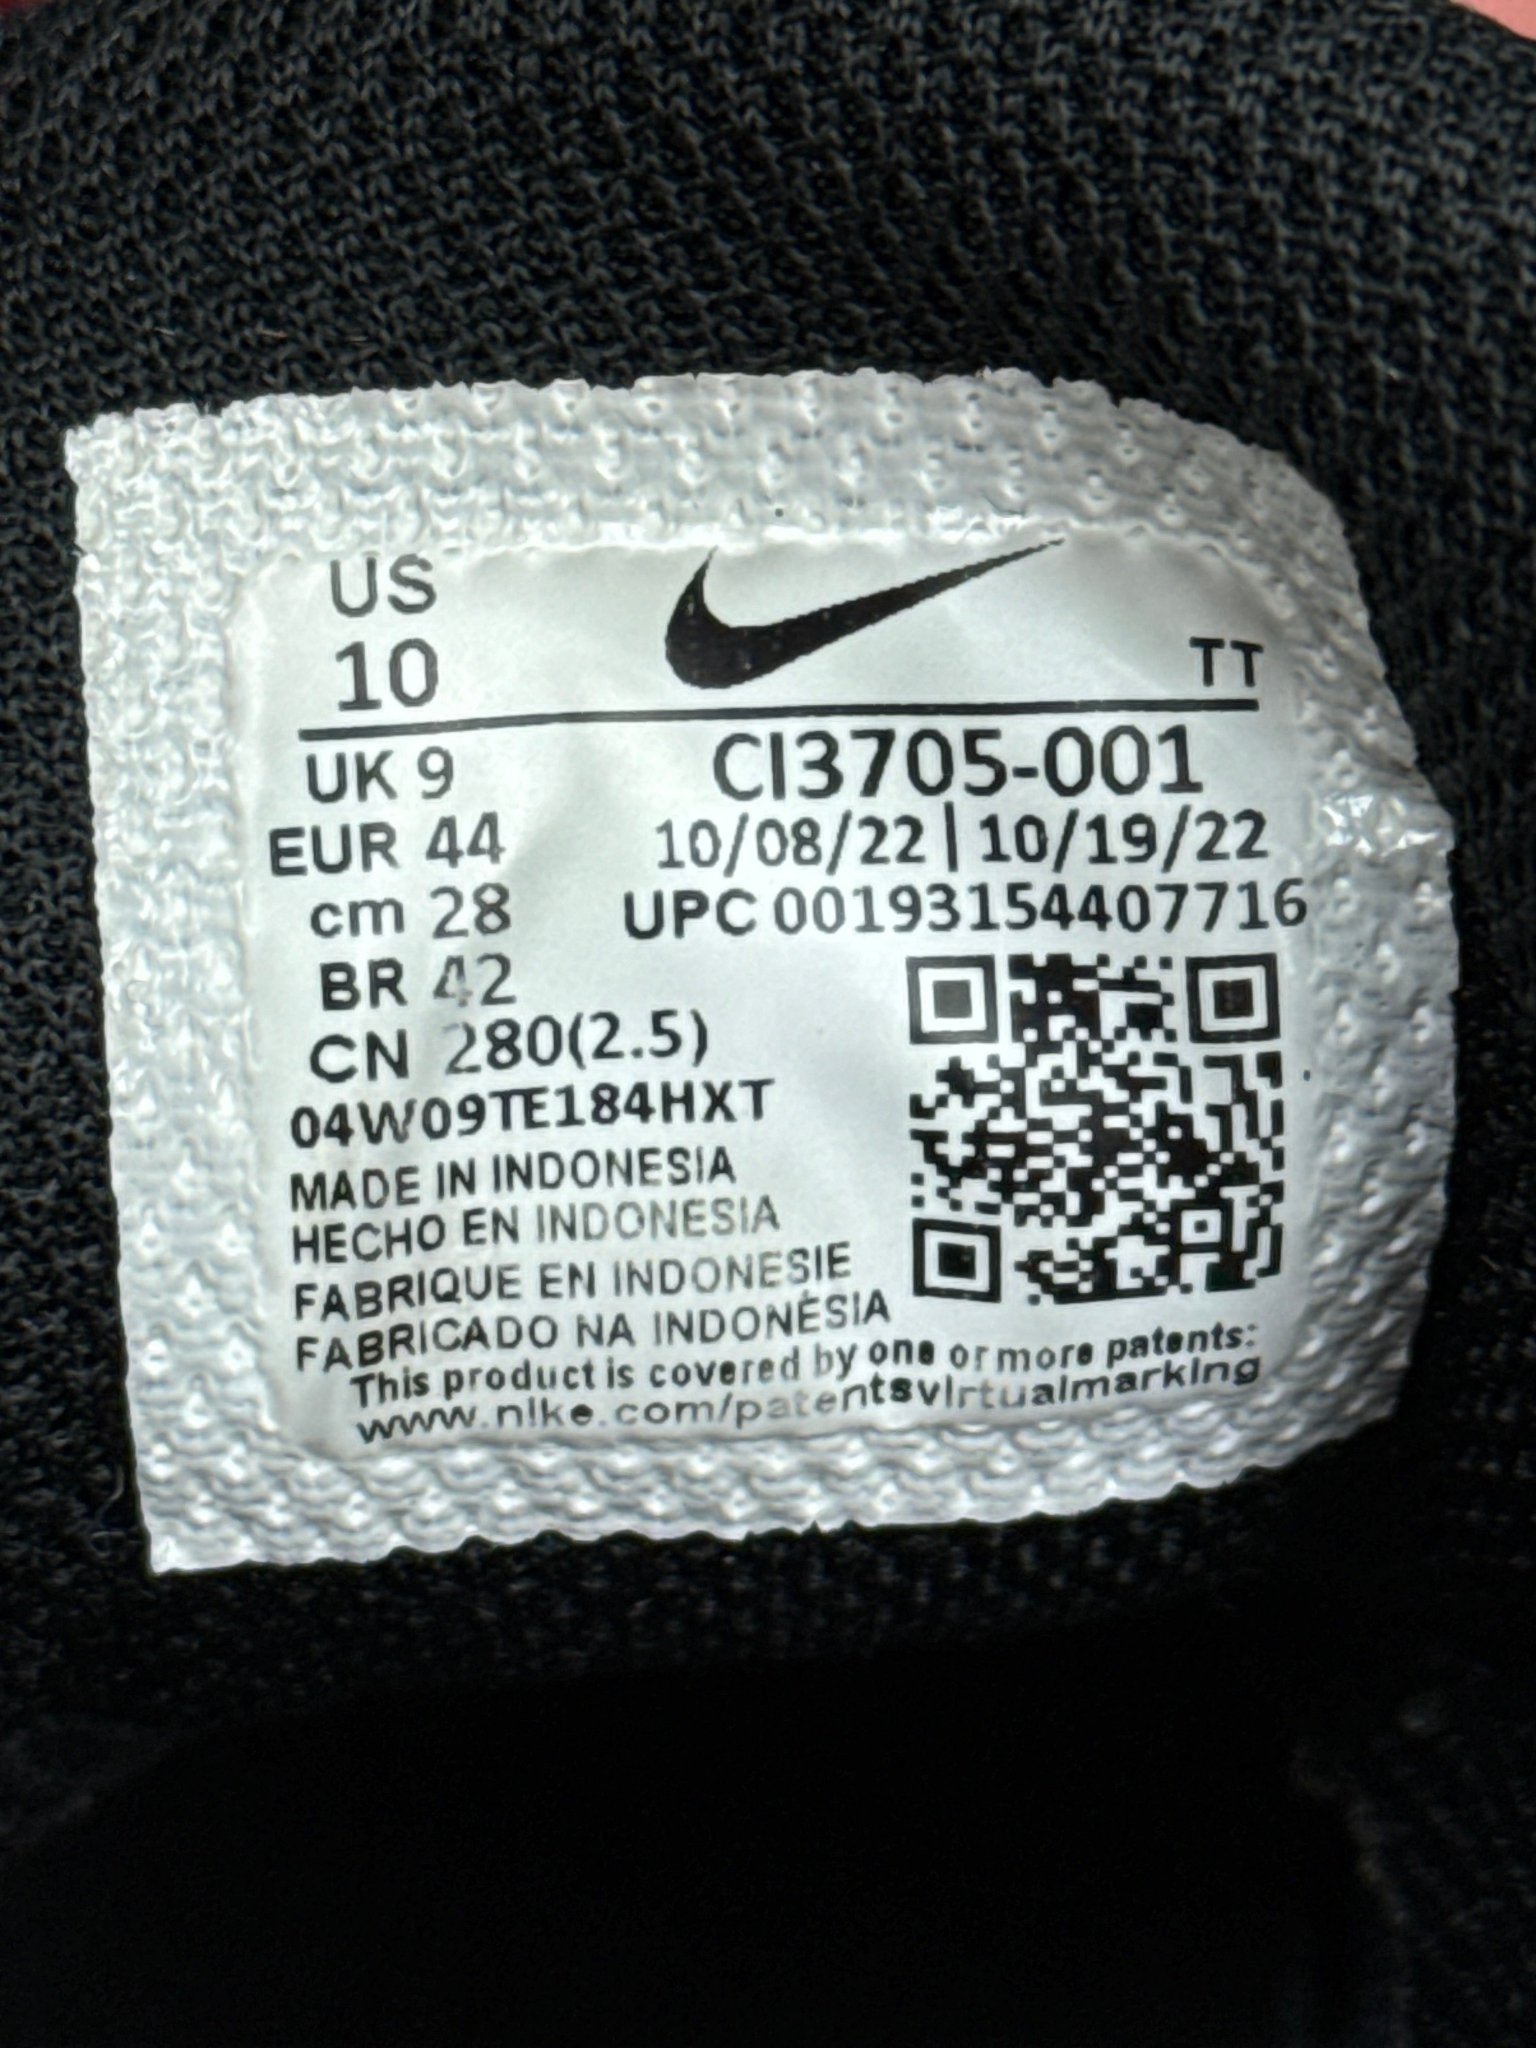 US
10
TT
UK 9
CI3705-001
EUR 44
10/08/22 | 10/19/22
cm 28
UPC 00193154407716
BR 42
CN 280(2.5)
04W09TE184HXT
MADE IN INDONESIA
HECHO EN INDONESIA
FABRIQUE EN INDONESIE
FABRICADO NA INDONÉSIA
This product is covered by one or more patents:
www.nike.com/patentsvirtualmarking